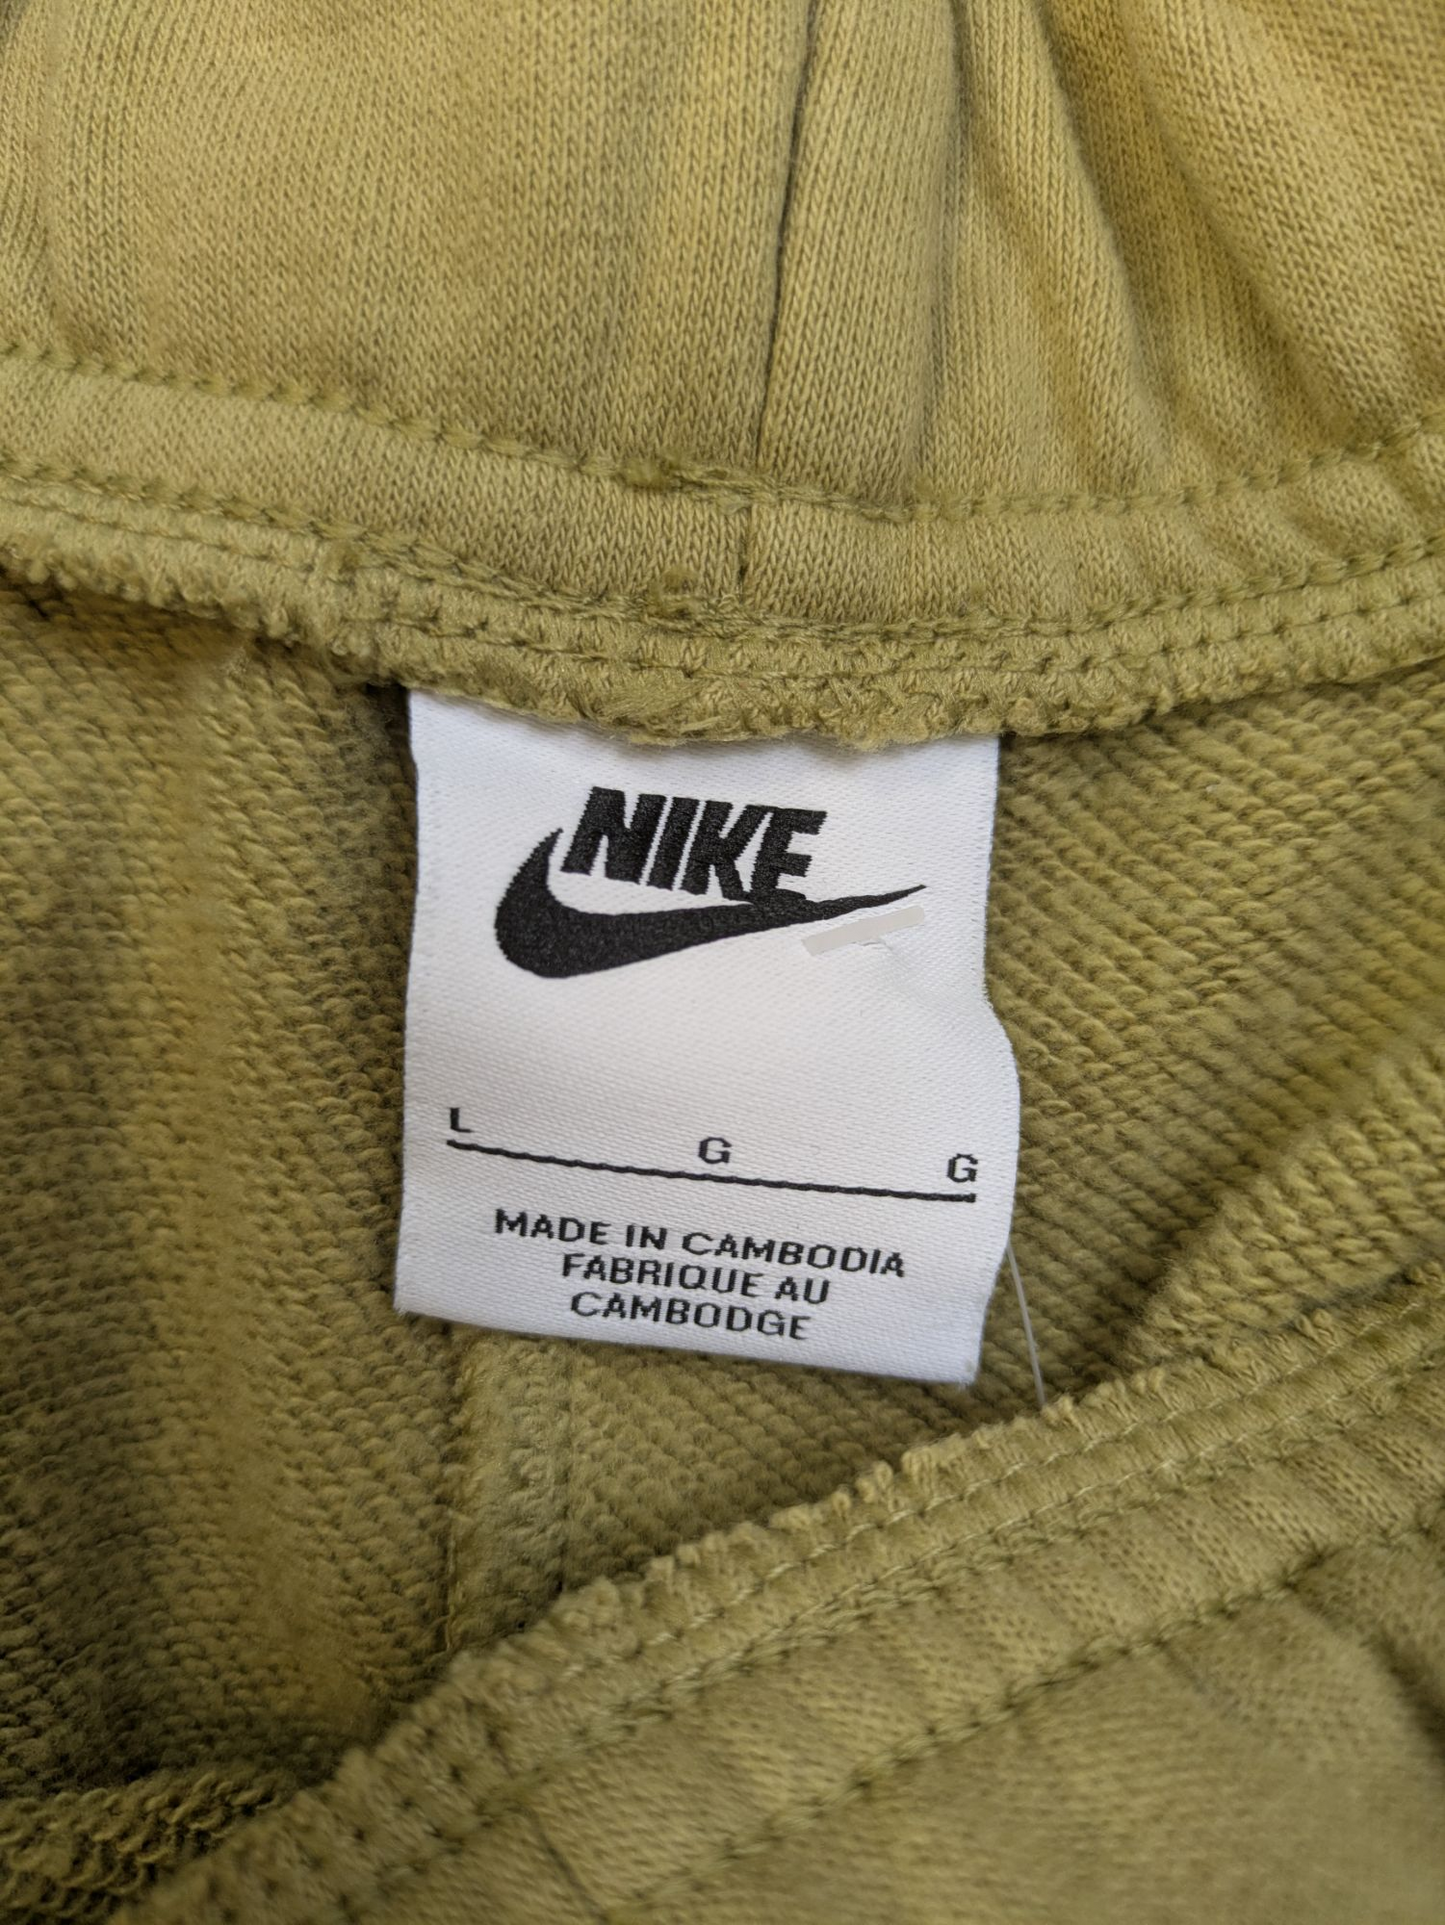 NIKE
L G G
MADE IN CAMBODIA
FABRIQUE AU
CAMBODGE